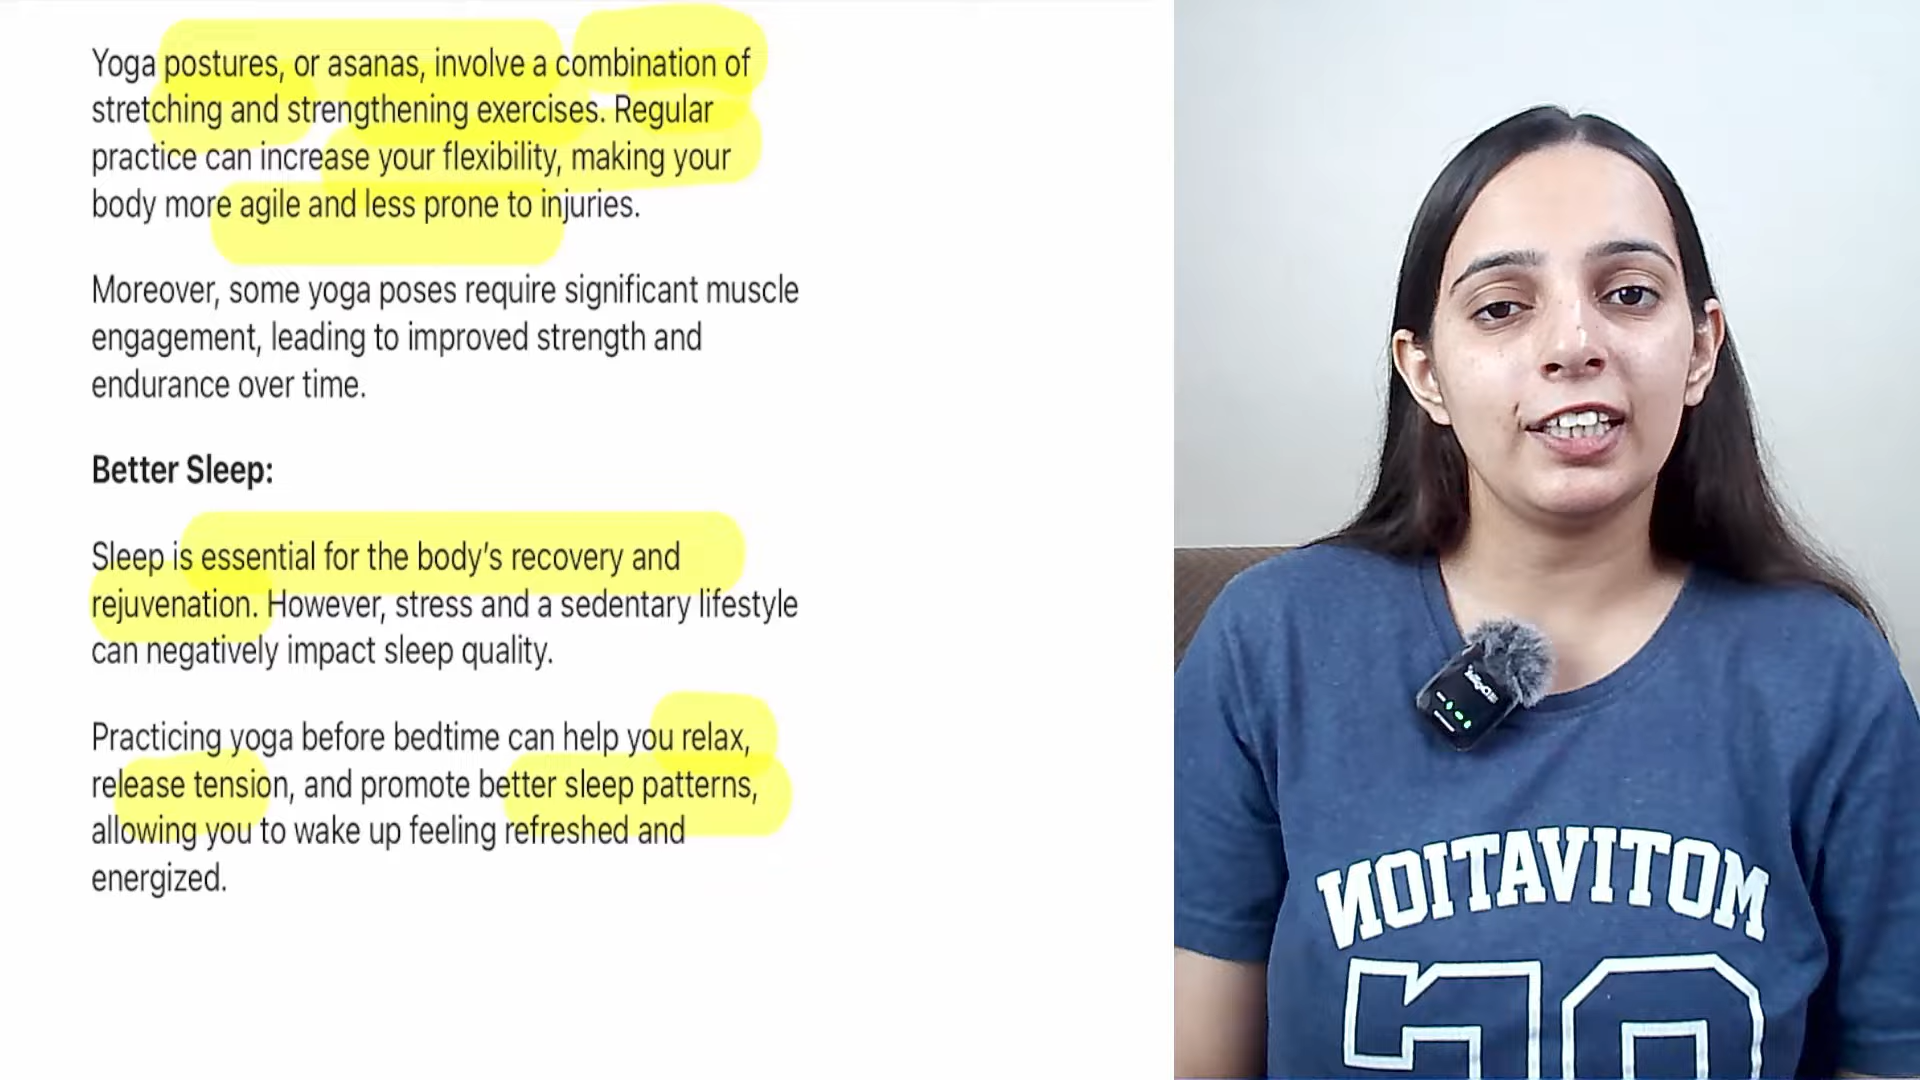 Yoga postures, or asanas, involve a combination of
stretching and strengthening exercises. Regular
practice can increase your flexibility, making your
body more agile and less prone to injuries.
Moreover, some yoga poses require significant muscle
engagement, leading to improved strength and
endurance over time.
Better Sleep:
Sleep is essential for the body's recovery and
rejuvenation. However, stress and a sedentary lifestyle
can negatively impact sleep quality.
Practicing yoga before bedtime can help you relax,
release tension, and promote better sleep patterns,
allowing you to wake up feeling refreshed and
energized.
MOTIVATION